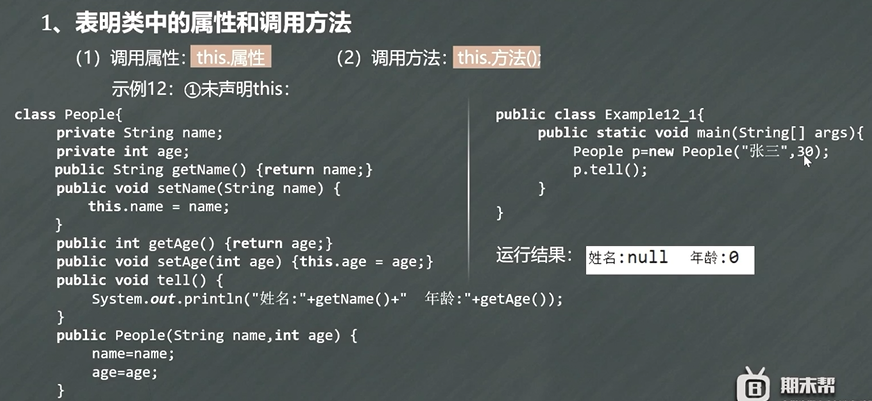 1、表明类中的属性和调用方法
（1）调用属性：this.属性 （2）调用方法：this.方法();
示例12：①未声明this：
class People{
private String name;
private int age;
public String getName() {return name;}
public void setName(String name) {
this.name = name;
}
public int getAge() {return age;}
public void setAge(int age) {this.age = age;}
public void tell() {
System.out.println("姓名:"+getName()+"  年龄:"+getAge());
}
public People(String name,int age) {
name=name;
age=age;
}
public class Example12_1{
public static void main(String[] args){
People p=new People("张三",30);
p.tell();
}
}
运行结果：
姓名:null  年龄:0
期末帮